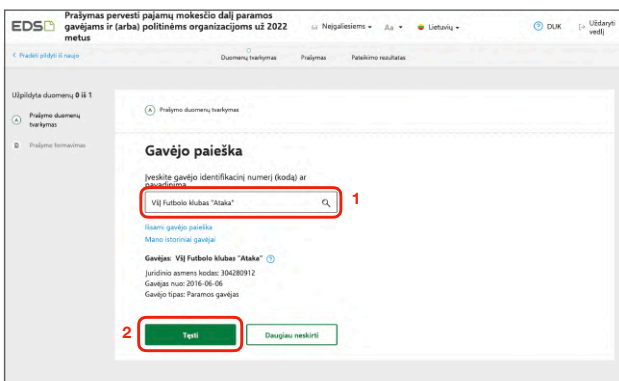 EDS
Prašymas pervesti pajamų mokesčio dalį paramos
gavėjams ir (arba) politinėms organizacijoms už 2022
metus
Neįgaliesiems
Aa
Lietuvių
DUK
Uždaryti
vedlį
< Pradėti pildyti iš naujo
Duomenų tvarkymas
Prašymas
Pateikimo rezultatas
Užpildyta duomenų 0 iš 1
A Prašymo duomenų
tvarkymas
B Prašymo formavimas
A Prašymo duomenų tvarkymas
Gavėjo paieška
Įveskite gavėjo identifikacinį numerį (kodą) ar
pavadinimą
VšĮ Futbolo klubas "Ataka"
1
Išsami gavėjo paieška
Mano istoriniai gavėjai
Gavėjas: VšĮ Futbolo klubas "Ataka" ?
Juridinio asmens kodas: 304280912
Gavėjas nuo: 2016-06-06
Gavėjo tipas: Paramos gavėjas
2
Tęsti
Daugiau neskirti